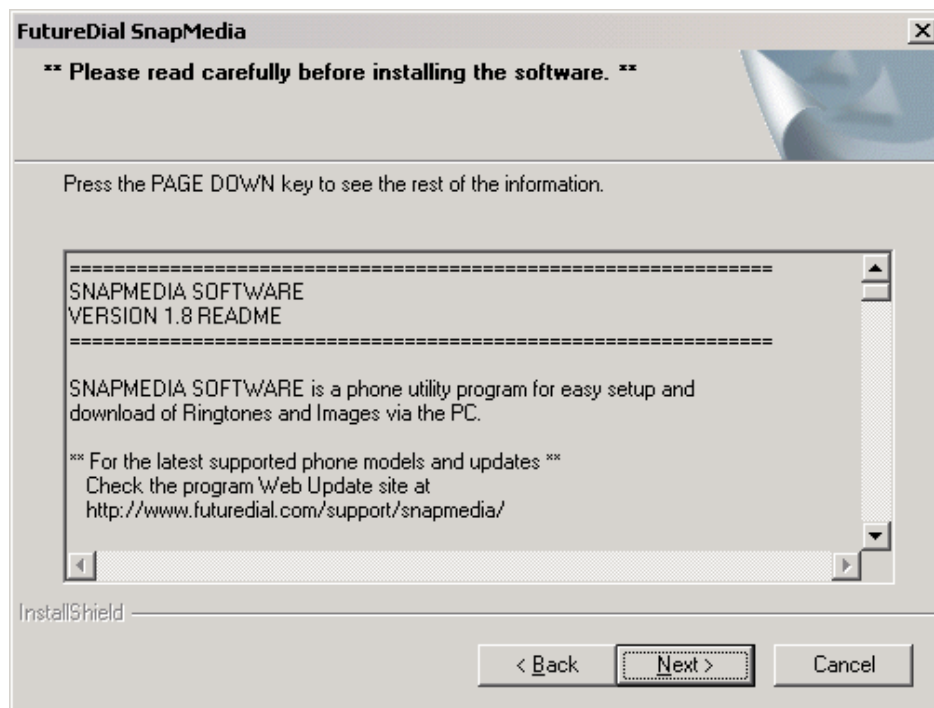 FutureDial SnapMedia
** Please read carefully before installing the software. **
Press the PAGE DOWN key to see the rest of the information.
===============================================================
SNAPMEDIA SOFTWARE
VERSION 1.8 README
===============================================================
SNAPMEDIA SOFTWARE is a phone utility program for easy setup and
download of Ringtones and Images via the PC.
** For the latest supported phone models and updates **
Check the program Web Update site at
http://www.futuredial.com/support/snapmedia/
InstallShield
< Back Next > Cancel